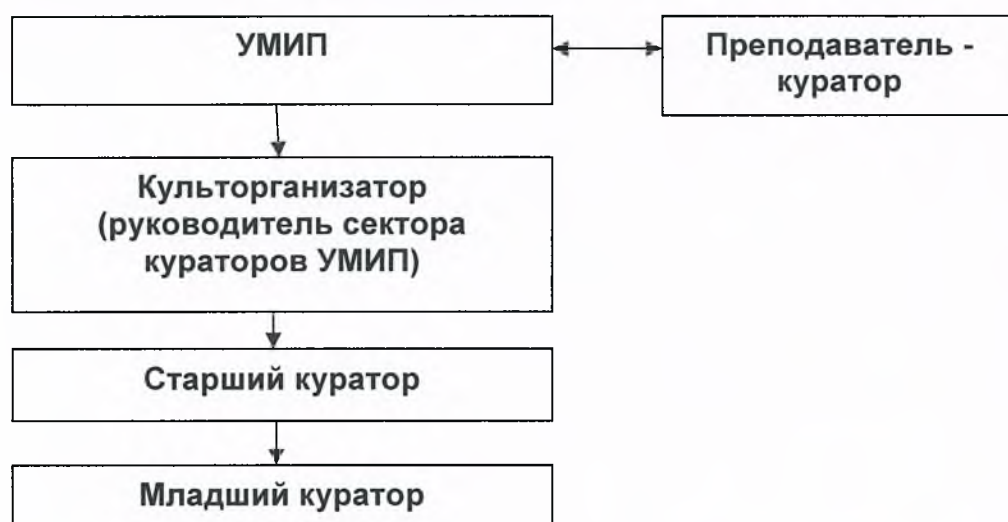 УМИП
Преподаватель -
куратор
Культорганизатор
(руководитель сектора
кураторов УМИП)
Старший куратор
Младший куратор